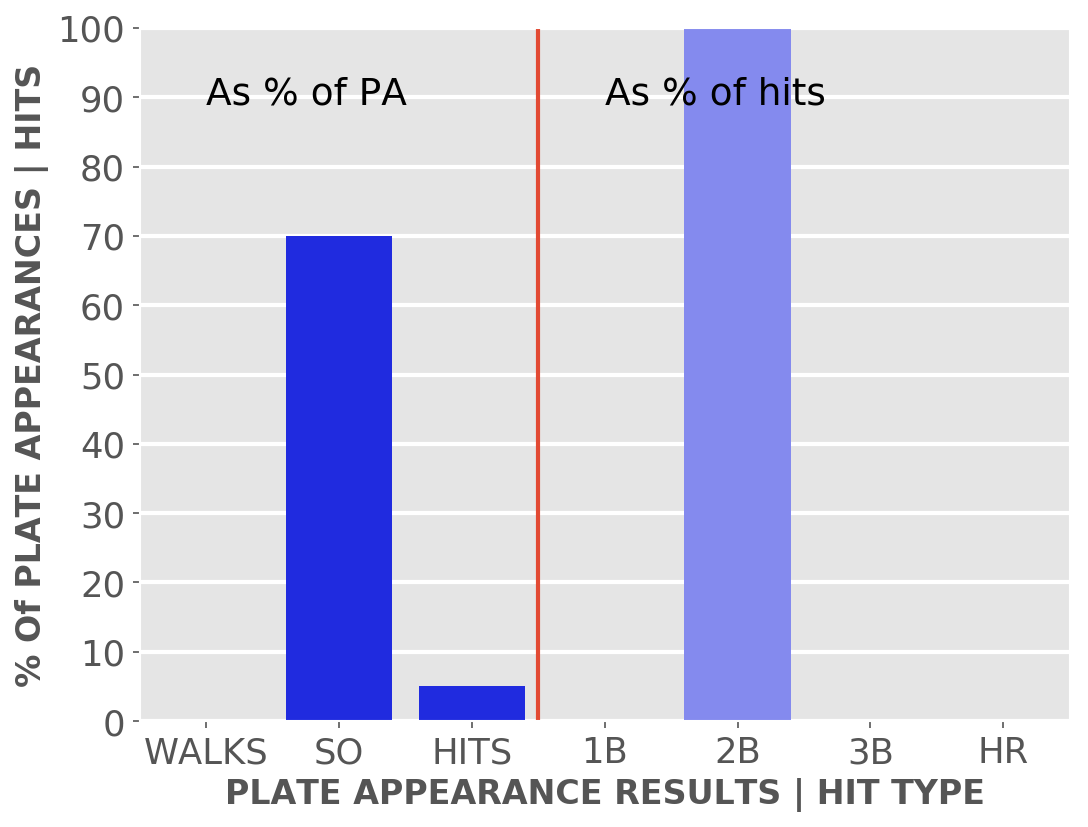 % Of PLATE APPEARANCES | HITS
100
90
80
70
60
50
40
30
20
10
0
As % of PA
As % of hits
WALKS SO HITS 1B 2B 3B HR
PLATE APPEARANCE RESULTS | HIT TYPE